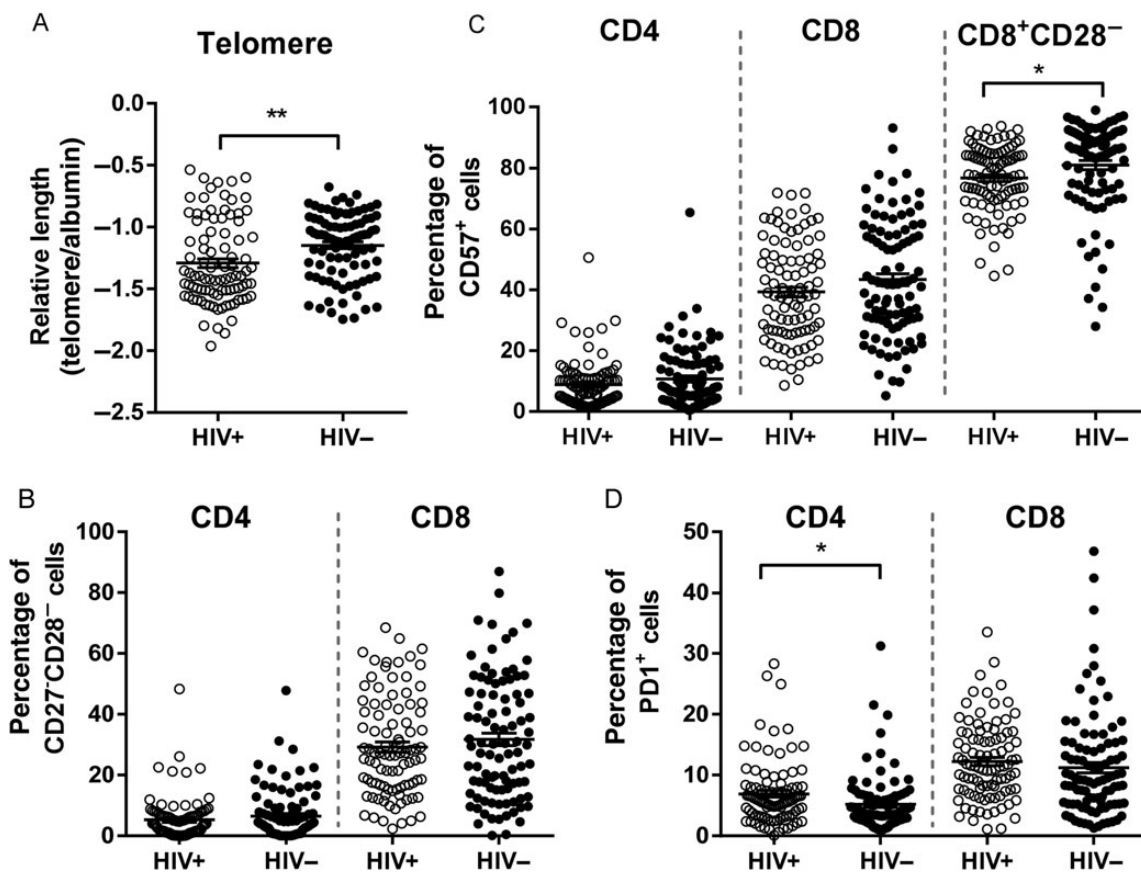 A
Telomere
**
0.0
–0.5
–1.0
–1.5
–2.0
–2.5
Relative length
(telomere/albumin)
HIV+ HIV–
C
CD4 CD8 CD8⁺CD28⁻
*
100
80
60
40
20
0
Percentage of
CD57⁺ cells
HIV+ HIV– HIV+ HIV– HIV+ HIV–
B
CD4 CD8
100
80
60
40
20
0
Percentage of
CD27⁻CD28⁻ cells
HIV+ HIV– HIV+ HIV–
D
CD4 CD8
*
50
40
30
20
10
0
Percentage of
PD1⁺ cells
HIV+ HIV– HIV+ HIV–